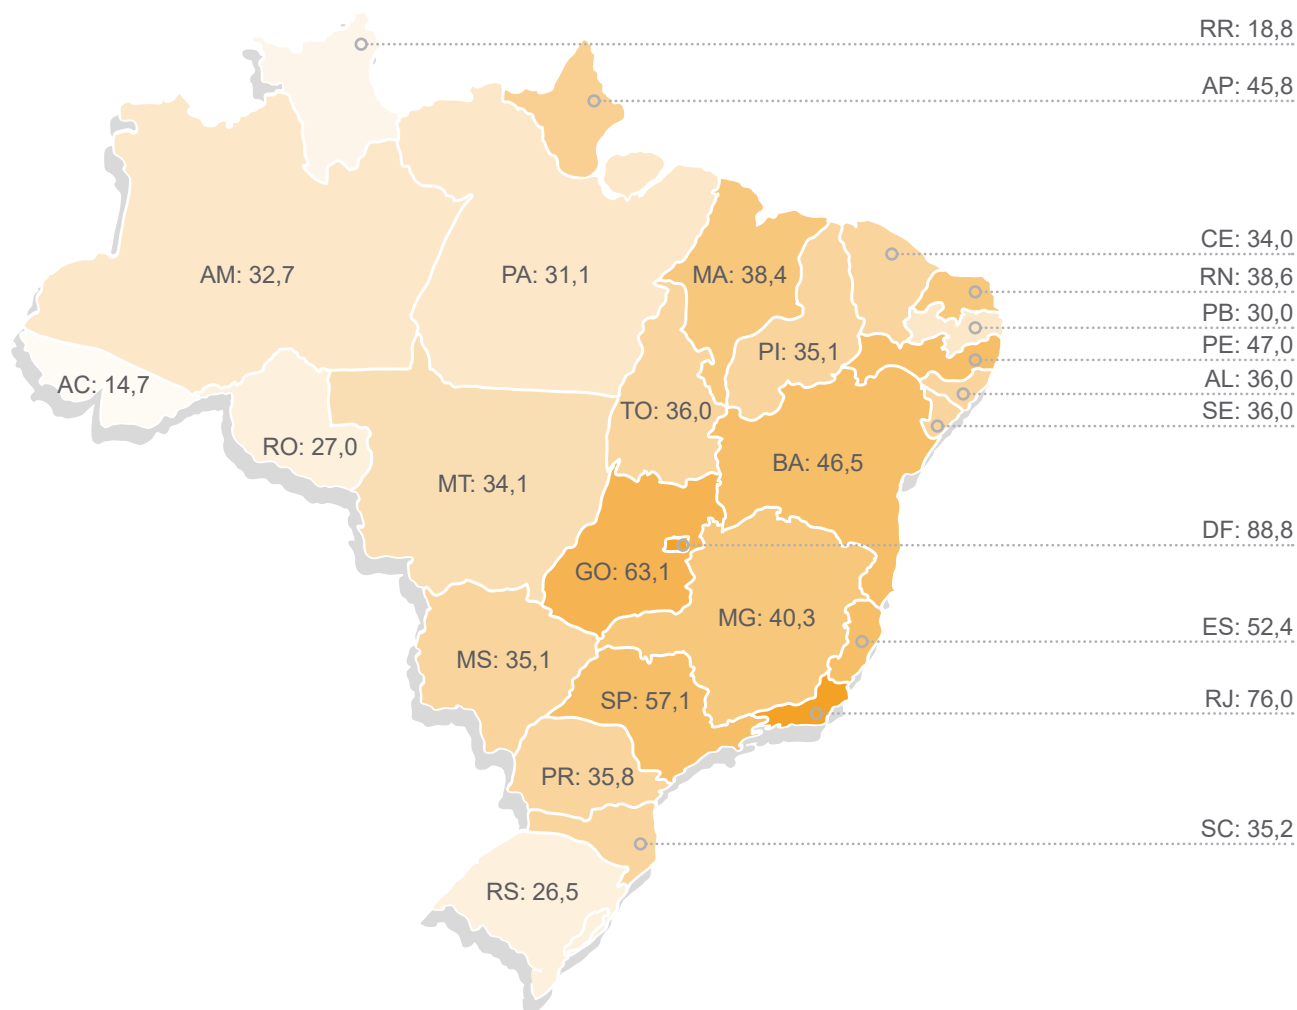 RR: 18,8
AP: 45,8
CE: 34,0
AM: 32,7
PA: 31,1
MA: 38,4
RN: 38,6
PB: 30,0
PE: 47,0
PI: 35,1
AC: 14,7
AL: 36,0
TO: 36,0
SE: 36,0
RO: 27,0
BA: 46,5
MT: 34,1
DF: 88,8
GO: 63,1
MG: 40,3
ES: 52,4
MS: 35,1
SP: 57,1
RJ: 76,0
PR: 35,8
SC: 35,2
RS: 26,5